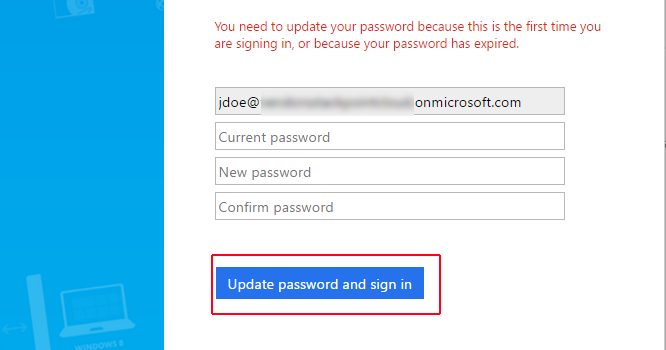 You need to update your password because this is the first time you
are signing in, or because your password has expired.
jdoe@ onmicrosoft.com
Current password
New password
Confirm password
Update password and sign in
WINDOWS 8